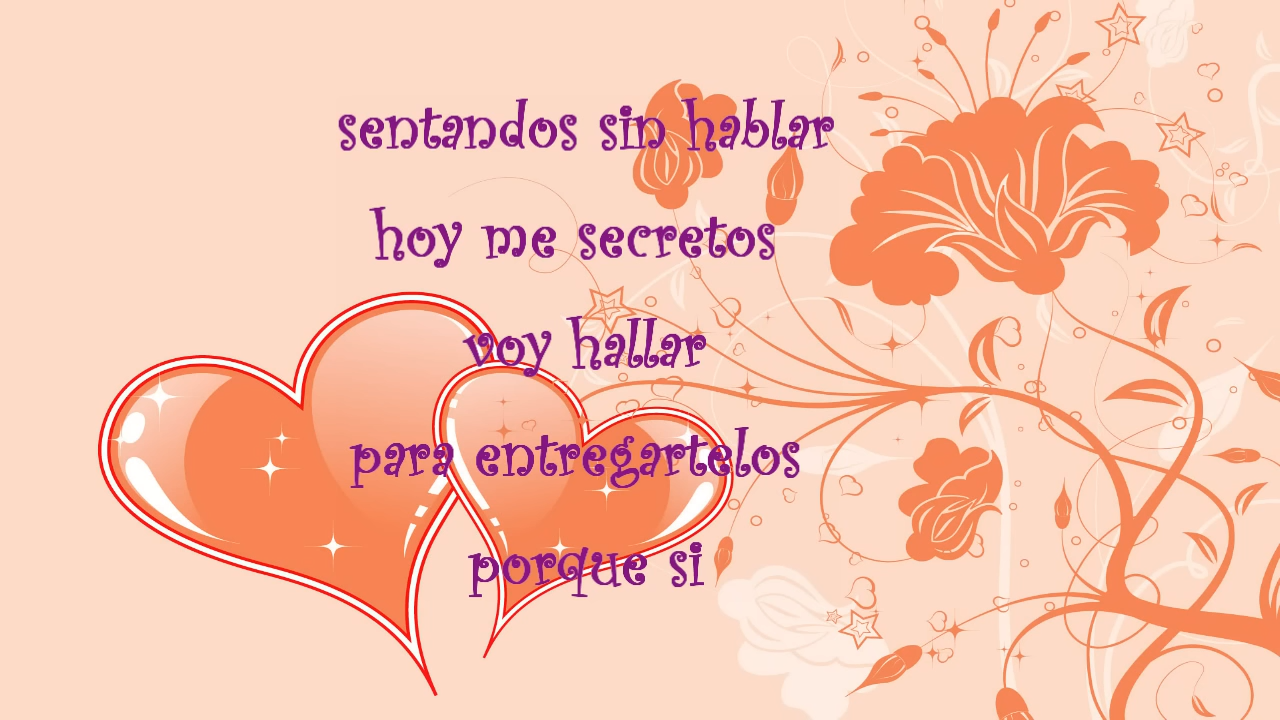 sentandos sin hablar
hoy me secretos
voy hallar
para entregartelos
porque si